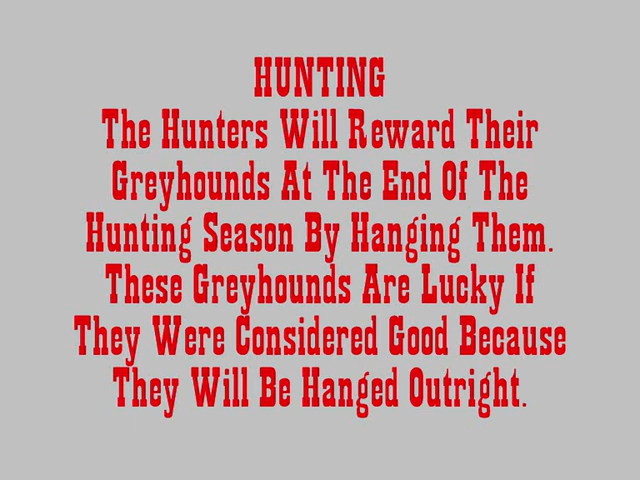 HUNTING
The Hunters Will Reward Their
Greyhounds At The End Of The
Hunting Season By Hanging Them.
These Greyhounds Are Lucky If
They Were Considered Good Because
They Will Be Hanged Outright.